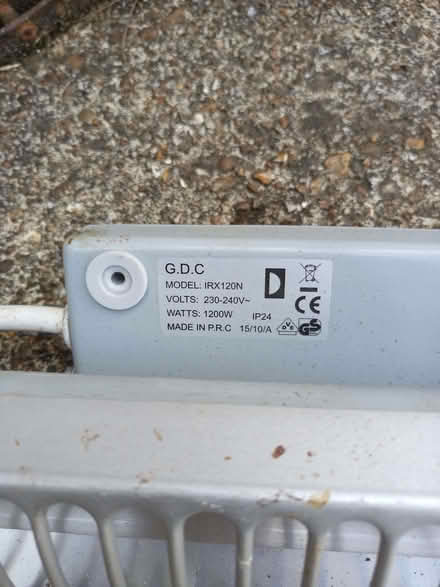 G.D.C
MODEL: IRX120N
VOLTS: 230-240V~
WATTS: 1200W IP24
MADE IN P.R.C 15/10/A
D
CE
GS